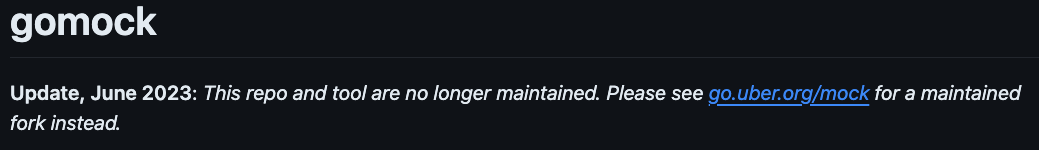 gomock
Update, June 2023: This repo and tool are no longer maintained. Please see go.uber.org/mock for a maintained
fork instead.